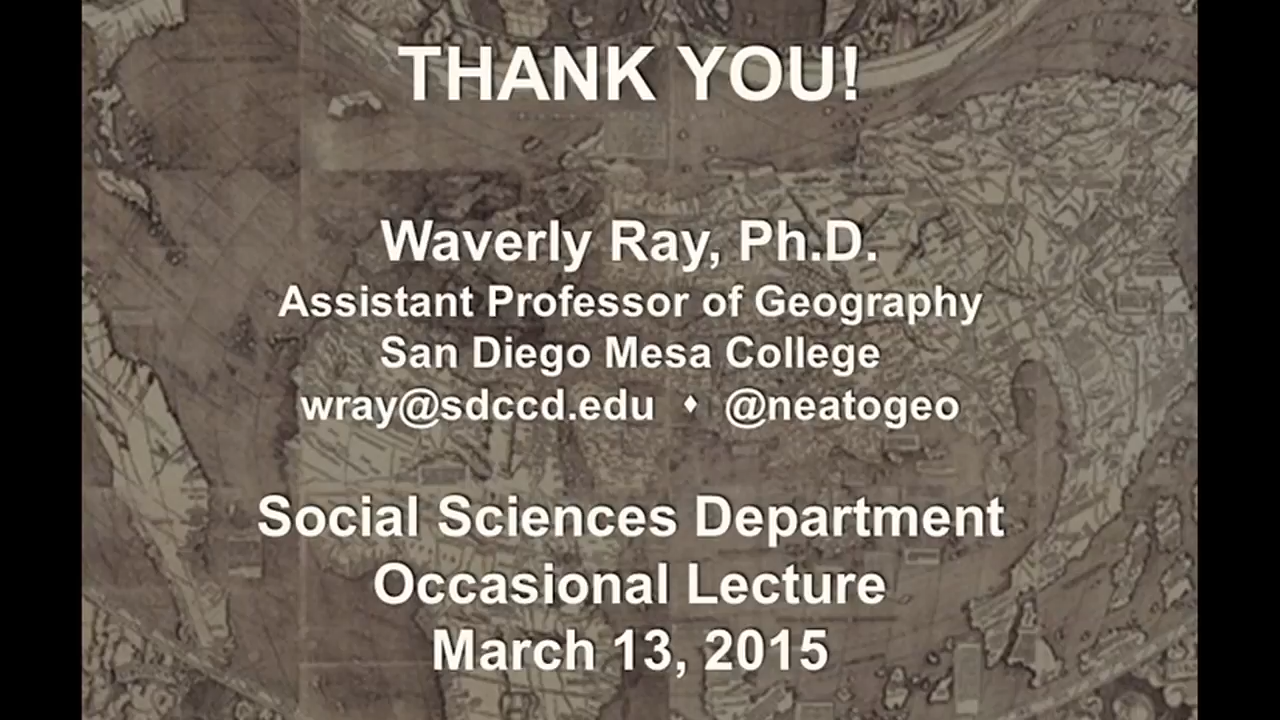 THANK YOU!
Waverly Ray, Ph.D.
Assistant Professor of Geography
San Diego Mesa College
wray@sdccd.edu ♦ @neatogeo
Social Sciences Department
Occasional Lecture
March 13, 2015